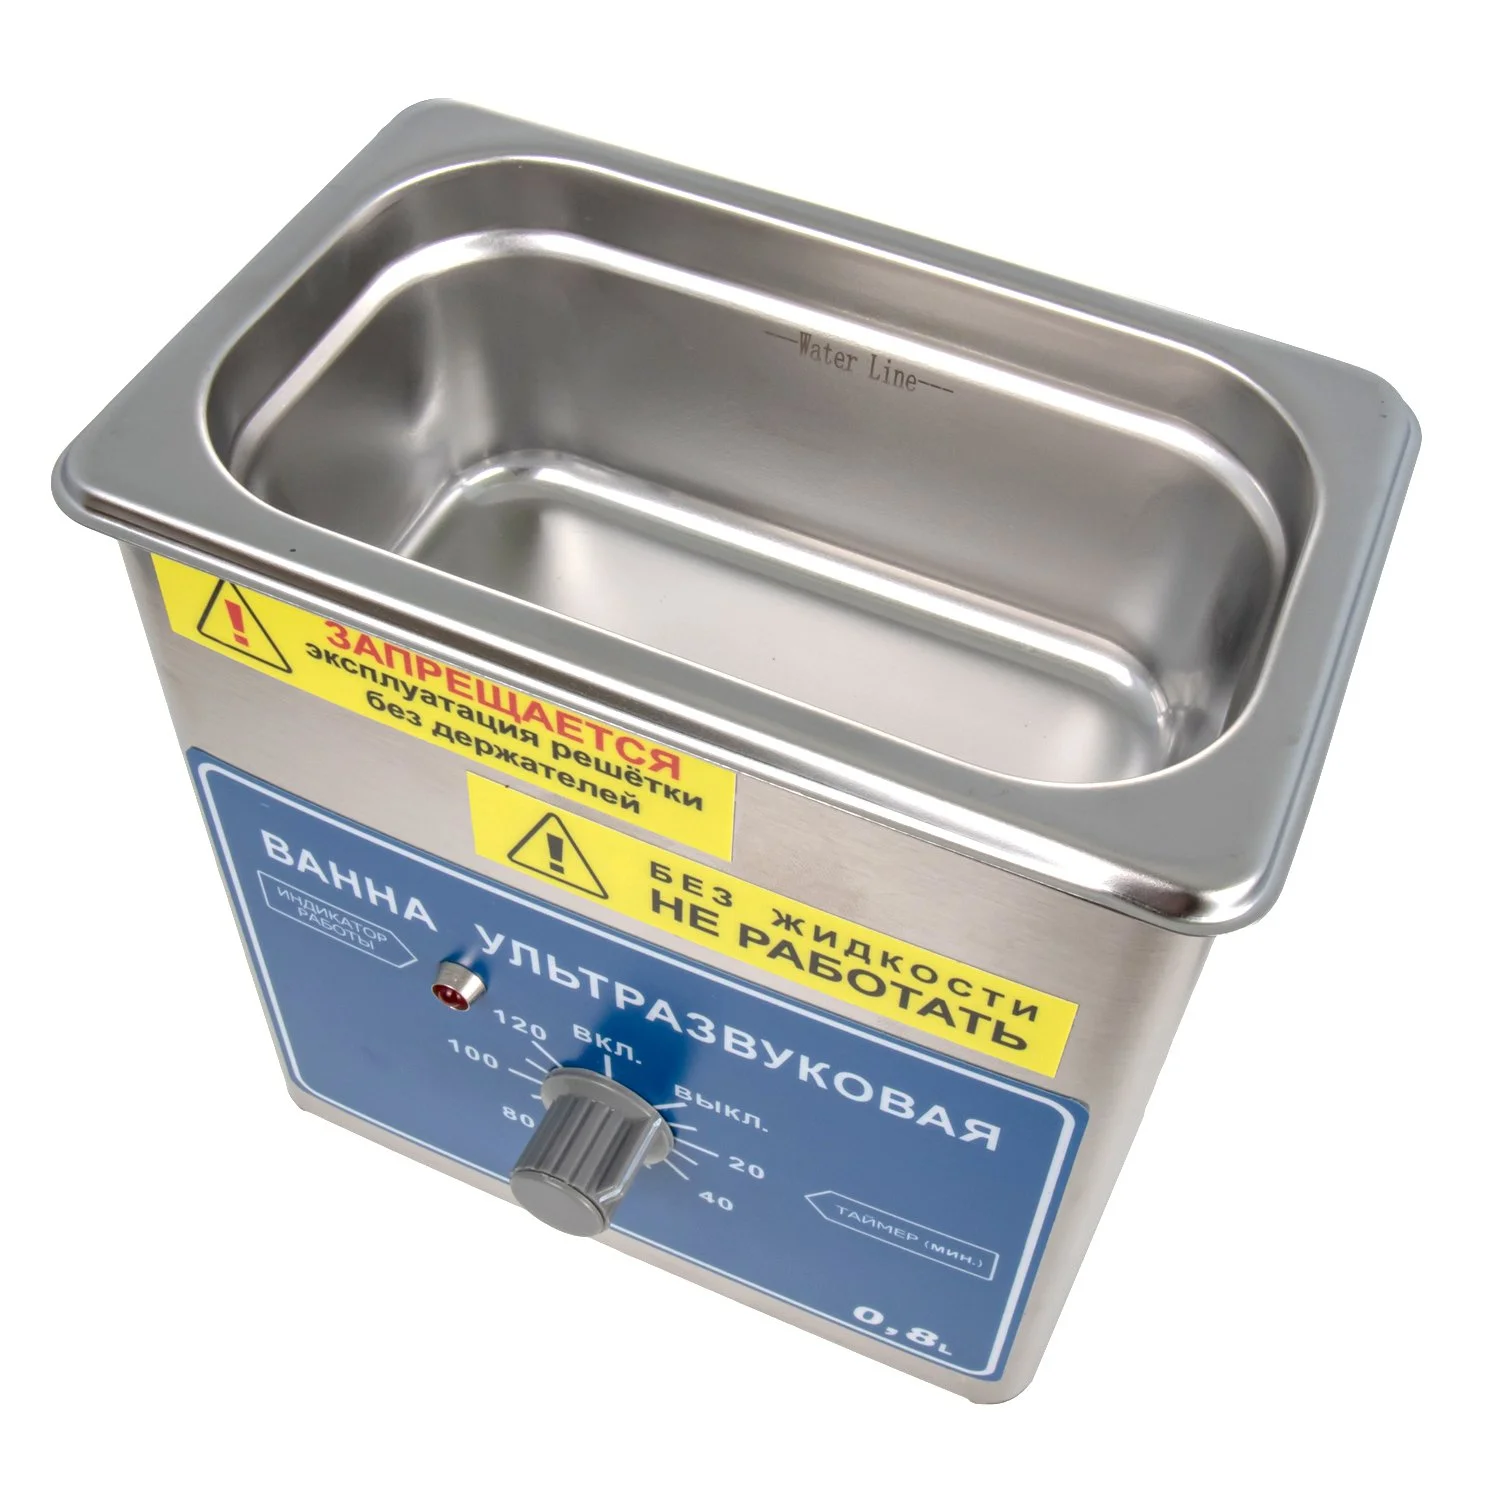 ---Water Line---
ЗАПРЕЩАЕТСЯ
эксплуатация решётки
без держателей
БЕЗ ЖИДКОСТИ
НЕ РАБОТАТЬ
ВАННА УЛЬТРАЗВУКОВАЯ
ИНДИКАТОР
РАБОТЫ
120
ВКЛ.
100
ВЫКЛ.
80
20
40
ТАЙМЕР (мин.)
0,8L